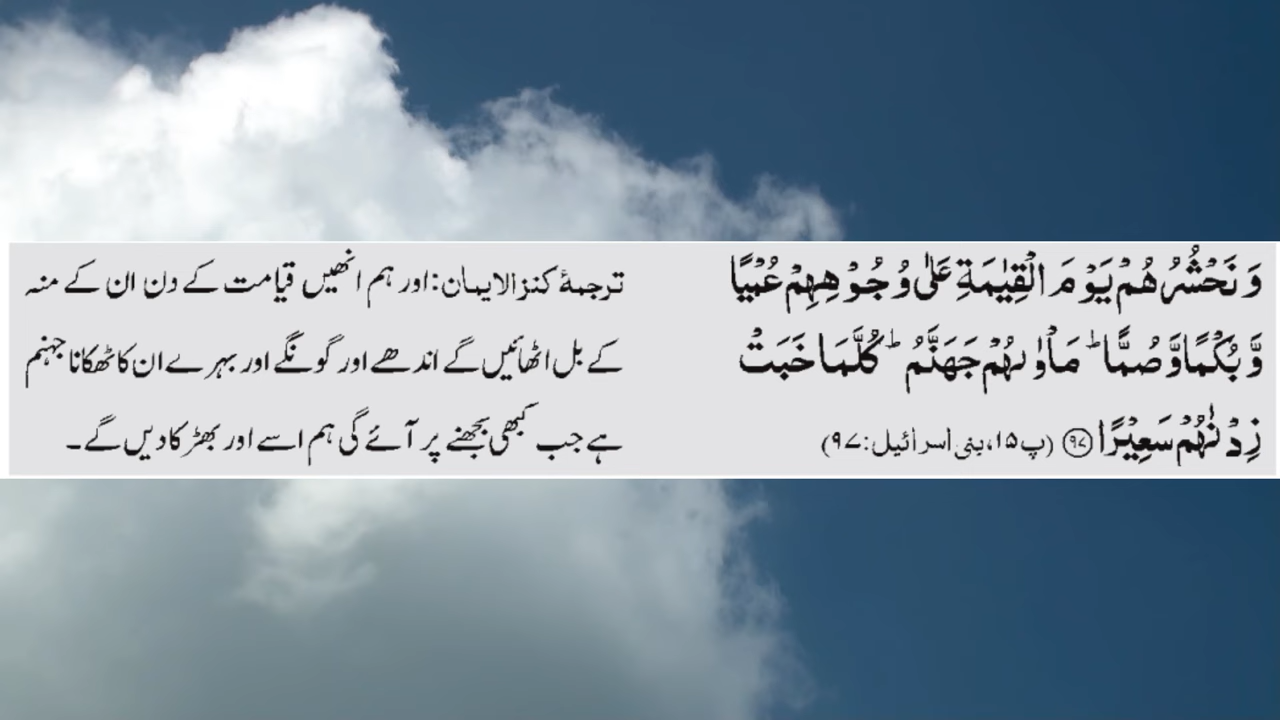 وَ نَحْشُرُهُمْ یَوْمَ الْقِیٰمَةِ عَلٰى وُجُوْهِهِمْ عُمْیًا
وَّ بُكْمًا وَّ صُمًّاؕ مَاْوٰىهُمْ جَهَنَّمُؕ كُلَّمَا خَبَتْ
زِدْنٰهُمْ سَعِیْرًا ﴿۹۷﴾ (پ۱۵، بنی اسرائیل: ۹۷)
ترجمۂ کنزالایمان: اور ہم انھیں قیامت کے دن ان کے منہ
کے بل اٹھائیں گے اندھے اور گونگے اور بہرے ان کا ٹھکانا جہنم
ہے جب کبھی بجھنے پر آئے گی ہم اسے اور بھڑکا دیں گے۔